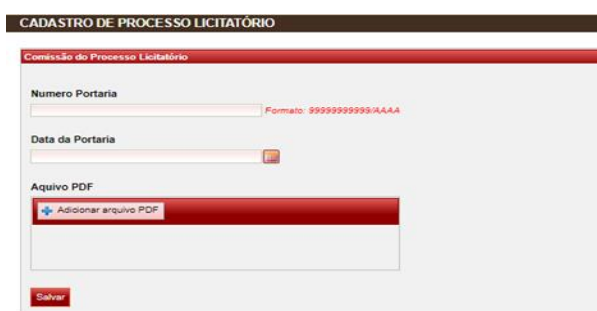 CADASTRO DE PROCESSO LICITATÓRIO
Comissão do Processo Licitatório
Numero Portaria
Formato: 99999999999/AAAA
Data da Portaria
Aquivo PDF
Adicionar arquivo PDF
Salvar